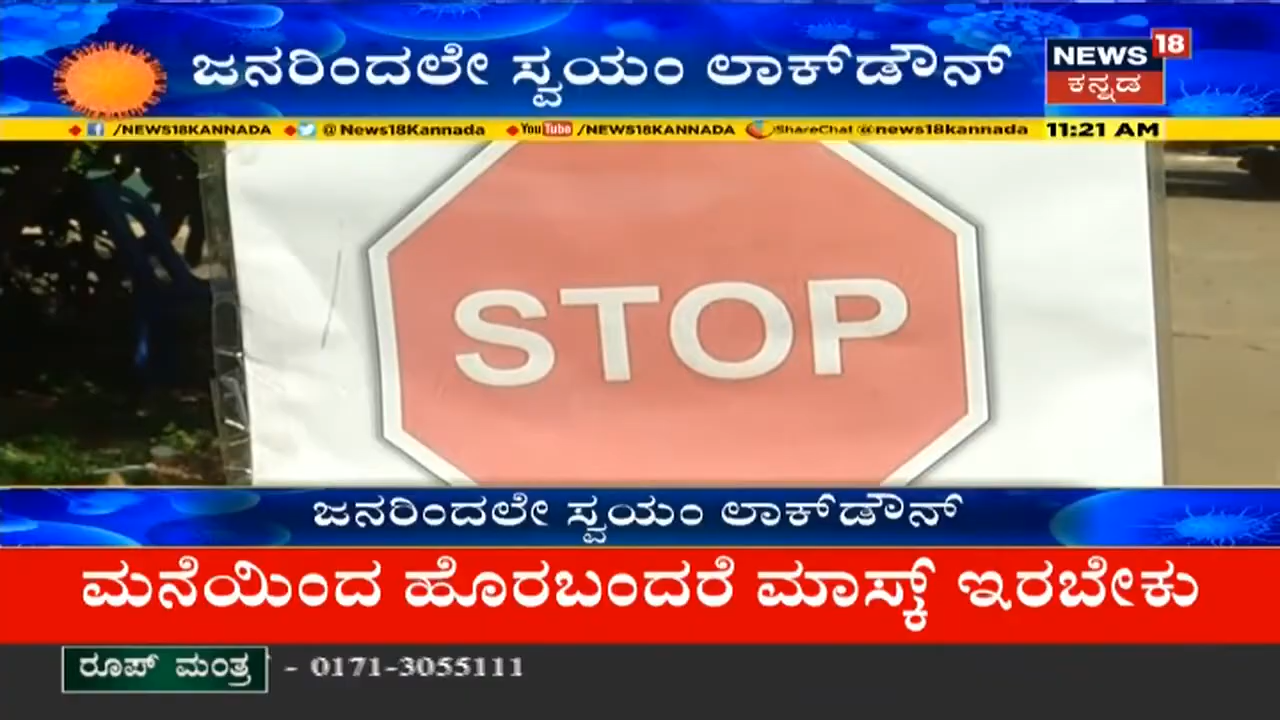 ಜನರಿಂದಲೇ ಸ್ವಯಂ ಲಾಕ್‌ಡೌನ್
NEWS 18
ಕನ್ನಡ
/NEWS18KANNADA @News18Kannada YouTube /NEWS18KANNADA ShareChat @news18kannada 11:21 AM
STOP
ಜನರಿಂದಲೇ ಸ್ವಯಂ ಲಾಕ್‌ಡೌನ್
ಮನೆಯಿಂದ ಹೊರಬಂದರೆ ಮಾಸ್ಕ್ ಇರಬೇಕು
ರೂಪ್ ಮಂತ್ರ - 0171-3055111